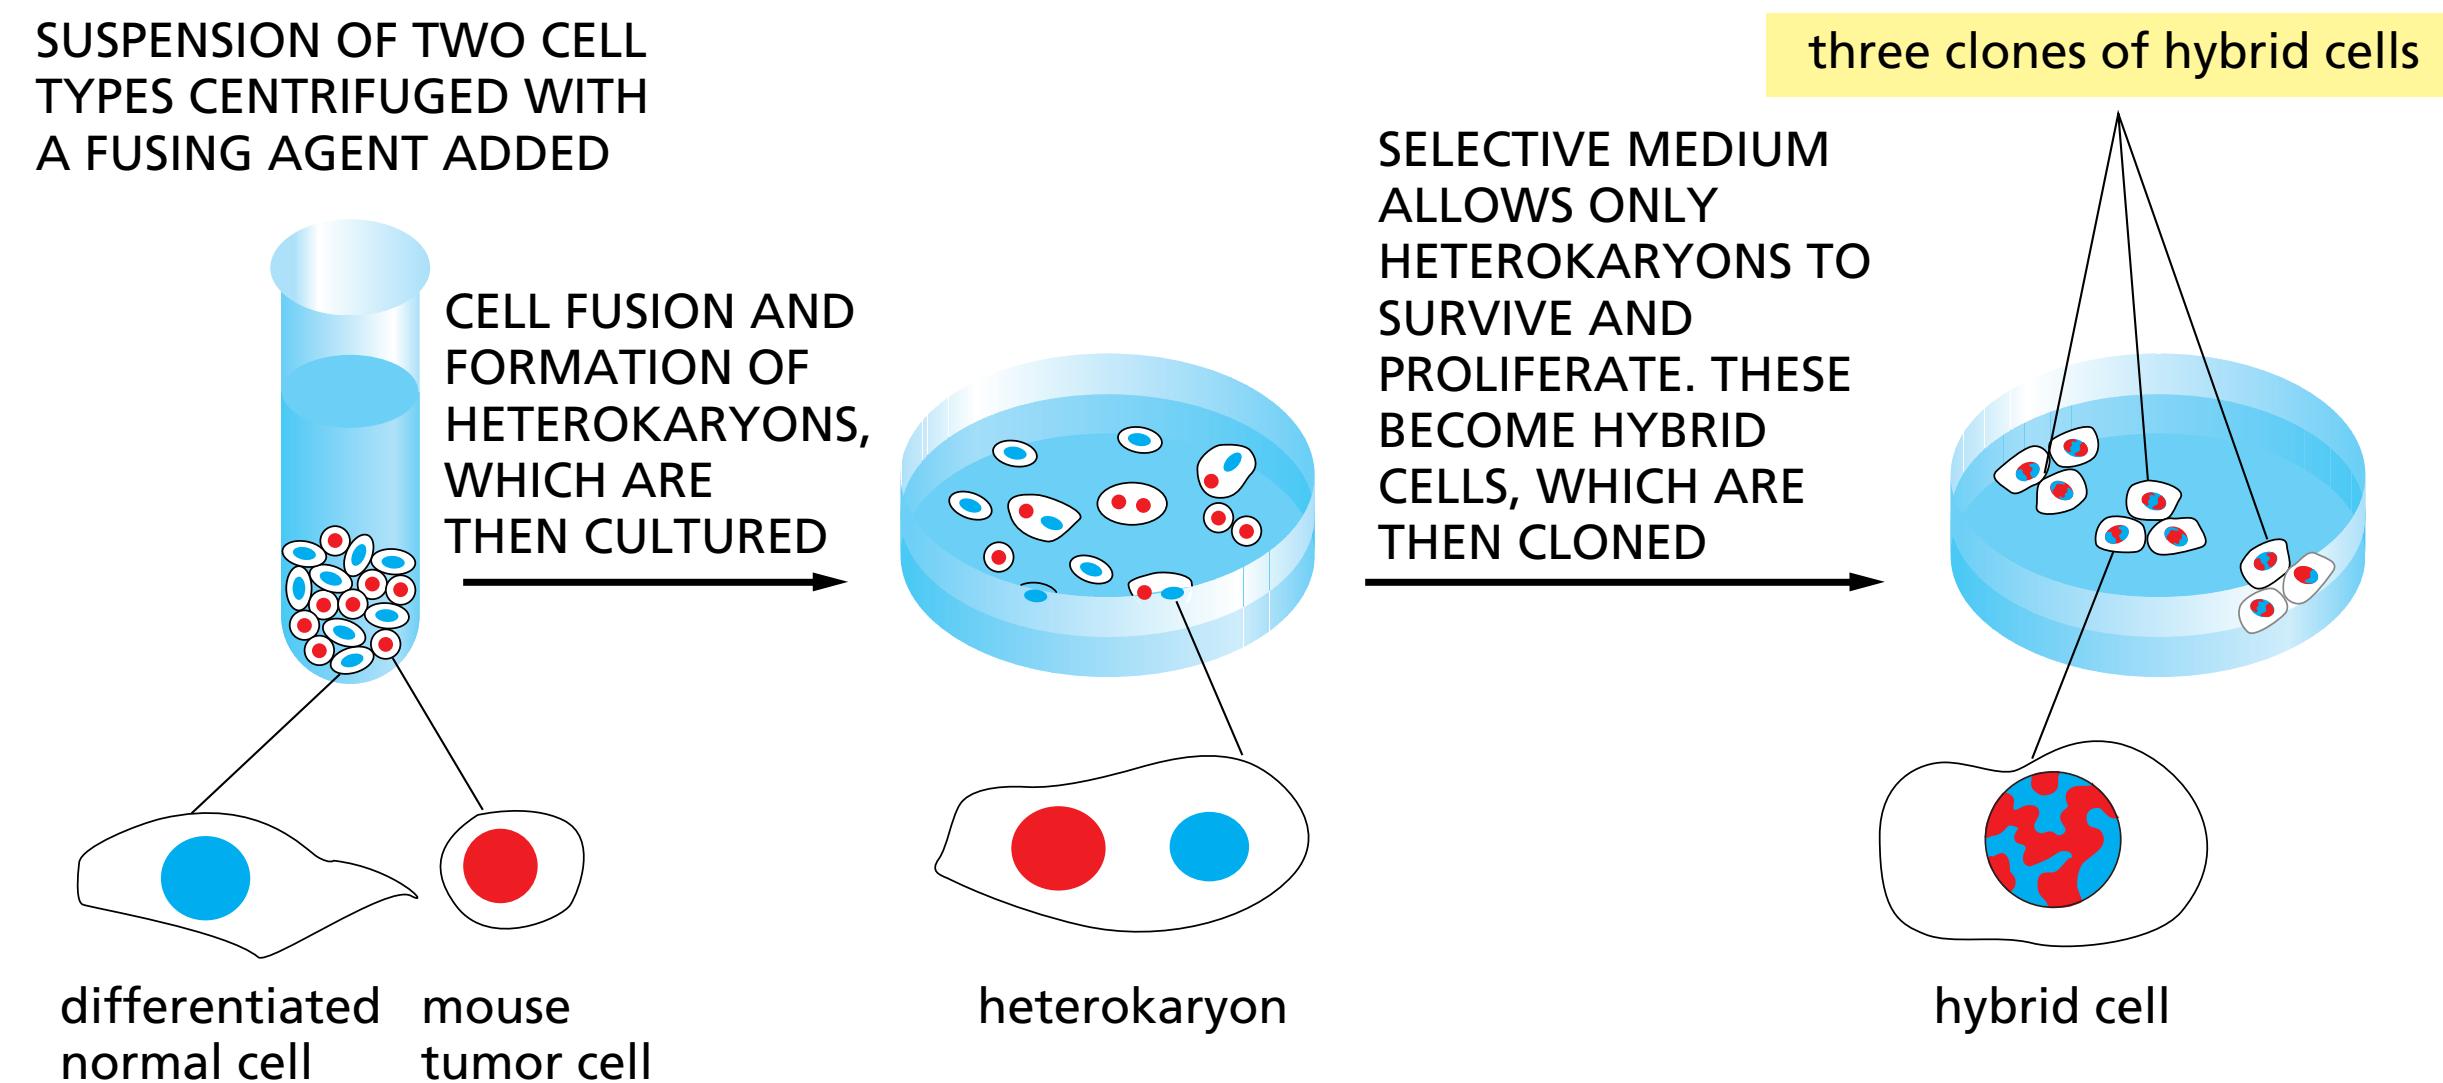 SUSPENSION OF TWO CELL
TYPES CENTRIFUGED WITH
A FUSING AGENT ADDED
CELL FUSION AND
FORMATION OF
HETEROKARYONS,
WHICH ARE
THEN CULTURED
SELECTIVE MEDIUM
ALLOWS ONLY
HETEROKARYONS TO
SURVIVE AND
PROLIFERATE. THESE
BECOME HYBRID
CELLS, WHICH ARE
THEN CLONED
three clones of hybrid cells
differentiated
normal cell
mouse
tumor cell
heterokaryon
hybrid cell